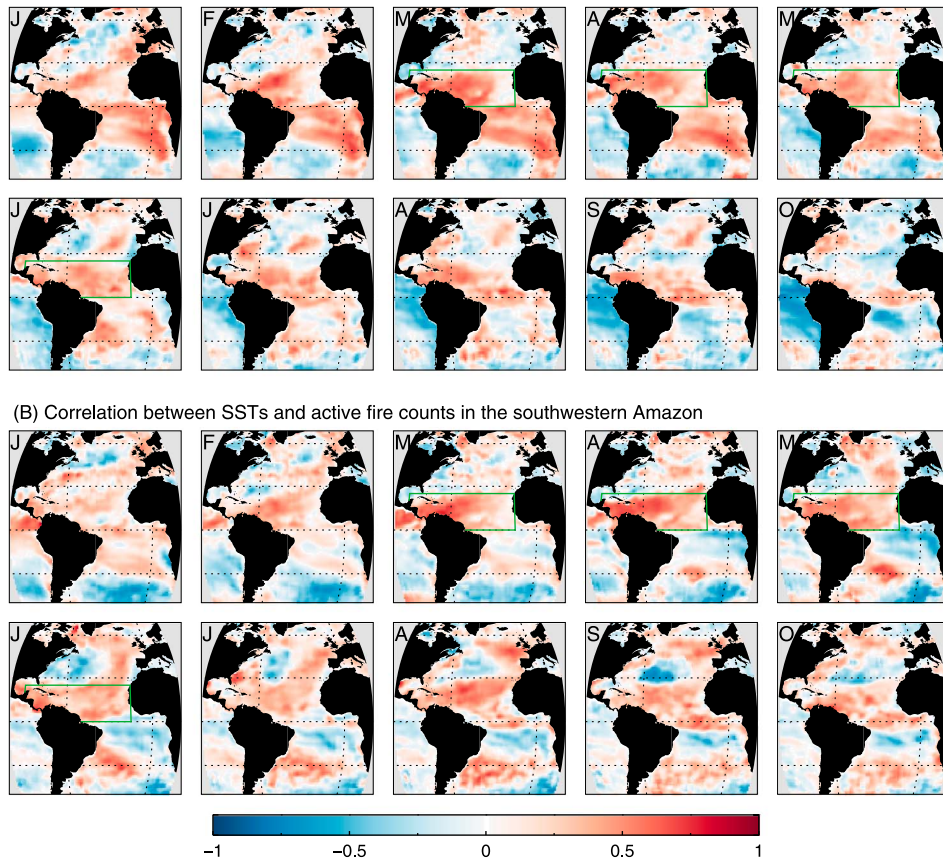 J F M A M
J J A S O
(B) Correlation between SSTs and active fire counts in the southwestern Amazon
J F M A M
J J A S O
−1 −0.5 0 0.5 1